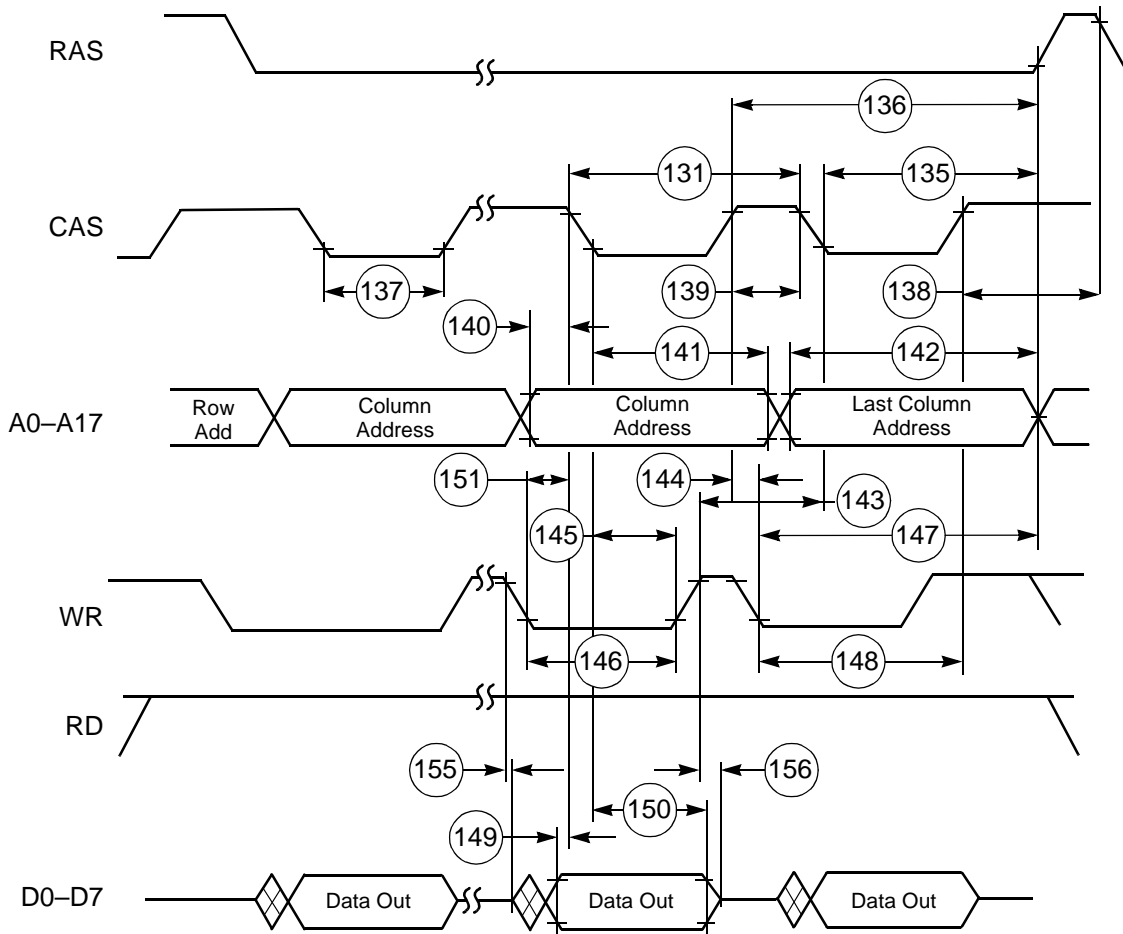 RAS
136
131
135
CAS
137
139
138
140
141
142
A0–A17
Row
Add
Column
Address
Column
Address
Last Column
Address
151
144
143
145
147
WR
146
148
RD
155
156
150
149
D0–D7
Data Out
Data Out
Data Out